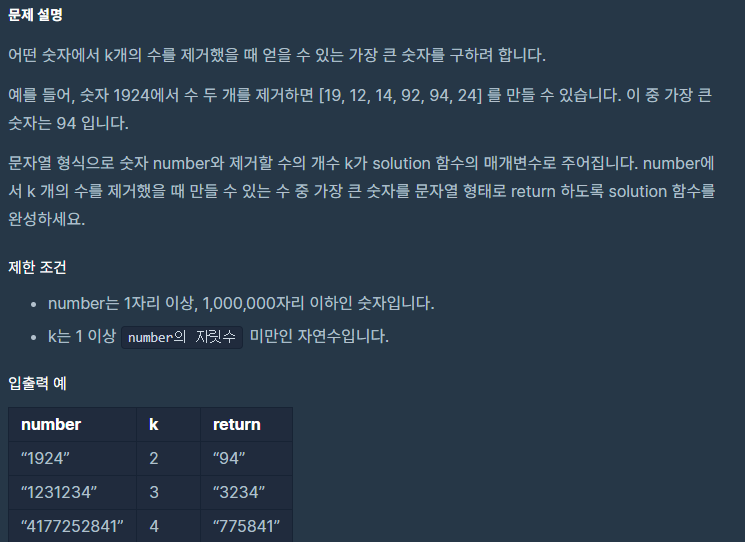 문제 설명
어떤 숫자에서 k개의 수를 제거했을 때 얻을 수 있는 가장 큰 숫자를 구하려 합니다.
예를 들어, 숫자 1924에서 수 두 개를 제거하면 [19, 12, 14, 92, 94, 24] 를 만들 수 있습니다. 이 중 가장 큰
숫자는 94 입니다.
문자열 형식으로 숫자 number와 제거할 수의 개수 k가 solution 함수의 매개변수로 주어집니다. number에
서 k 개의 수를 제거했을 때 만들 수 있는 수 중 가장 큰 숫자를 문자열 형태로 return 하도록 solution 함수를
완성하세요.
제한 조건
• number는 1자리 이상, 1,000,000자리 이하인 숫자입니다.
• k는 1 이상 number의 자릿수 미만인 자연수입니다.
입출력 예
number k return
“1924” 2 “94”
“1231234” 3 “3234”
“4177252841” 4 “775841”